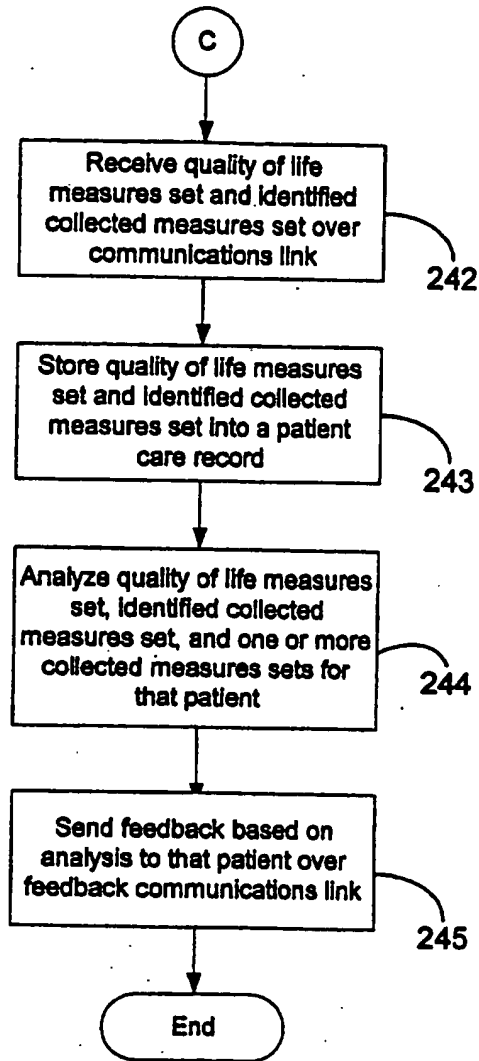 C
Receive quality of life
measures set and identified
collected measures set over
communications link
242
Store quality of life measures
set and identified collected
measures set into a patient
care record
243
Analyze quality of life measures
set, identified collected
measures set, and one or more
collected measures sets for
that patient
244
Send feedback based on
analysis to that patient over
feedback communications link
245
End